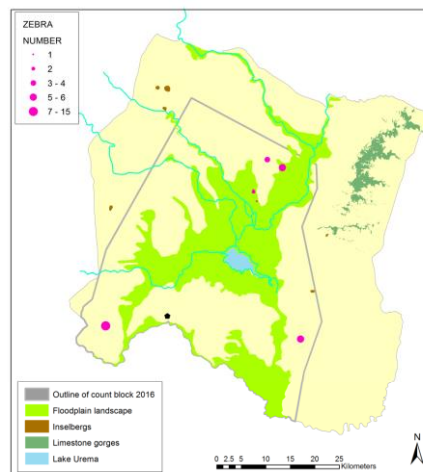 ZEBRA
NUMBER
1
2
3 - 4
5 - 6
7 - 15
Outline of count block 2016
Floodplain landscape
Inselbergs
Limestone gorges
Lake Urema
N
0 2.5 5 10 15 20 25
Kilometers